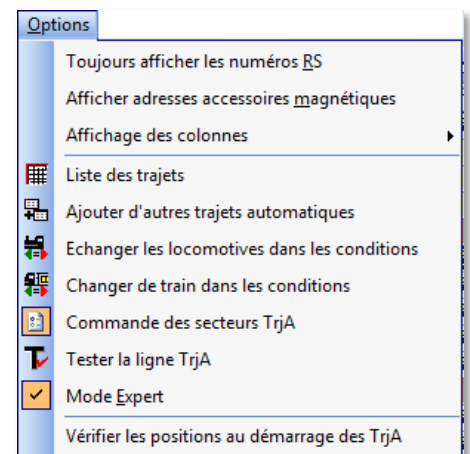 Options
Toujours afficher les numéros RS
Afficher adresses accessoires magnétiques
Affichage des colonnes
Liste des trajets
Ajouter d'autres trajets automatiques
Echanger les locomotives dans les conditions
Changer de train dans les conditions
Commande des secteurs TrjA
Tester la ligne TrjA
Mode Expert
Vérifier les positions au démarrage des TrjA